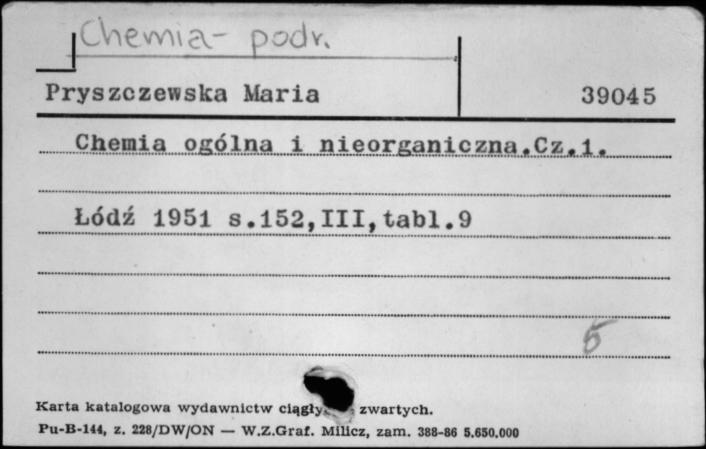 Chemia - podr.
Pryszczewska Maria 39045
Chemia ogólna i nieorganiczna.Cz.1.
Łódź 1951 s.152,III,tabl.9
5
Karta katalogowa wydawnictw zwartych.
Pu-B-144, z. 228/DW/ON — W.Z.Graf. Milicz, zam. 388-86 5.650.000